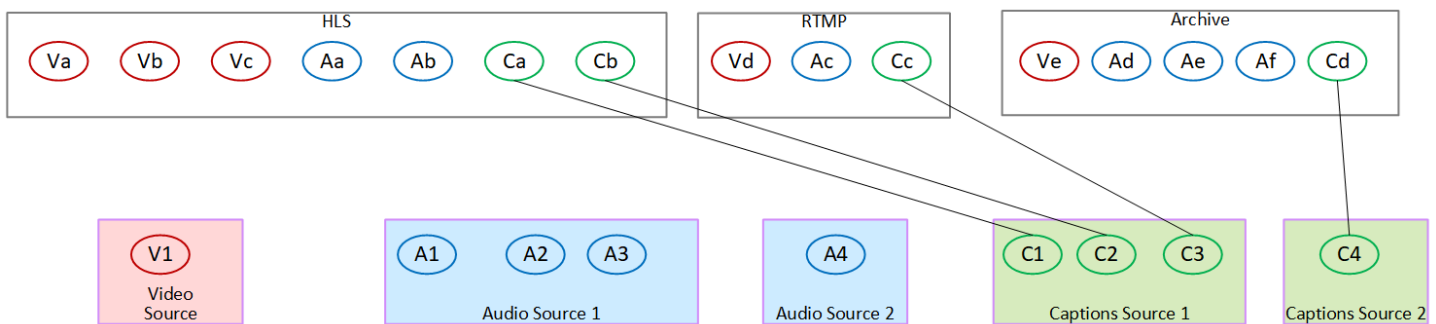 HLS
Va Vb Vc Aa Ab Ca Cb
RTMP
Vd Ac Cc
Archive
Ve Ad Ae Af Cd
V1
Video
Source
A1 A2 A3
Audio Source 1
A4
Audio Source 2
C1 C2 C3
Captions Source 1
C4
Captions Source 2